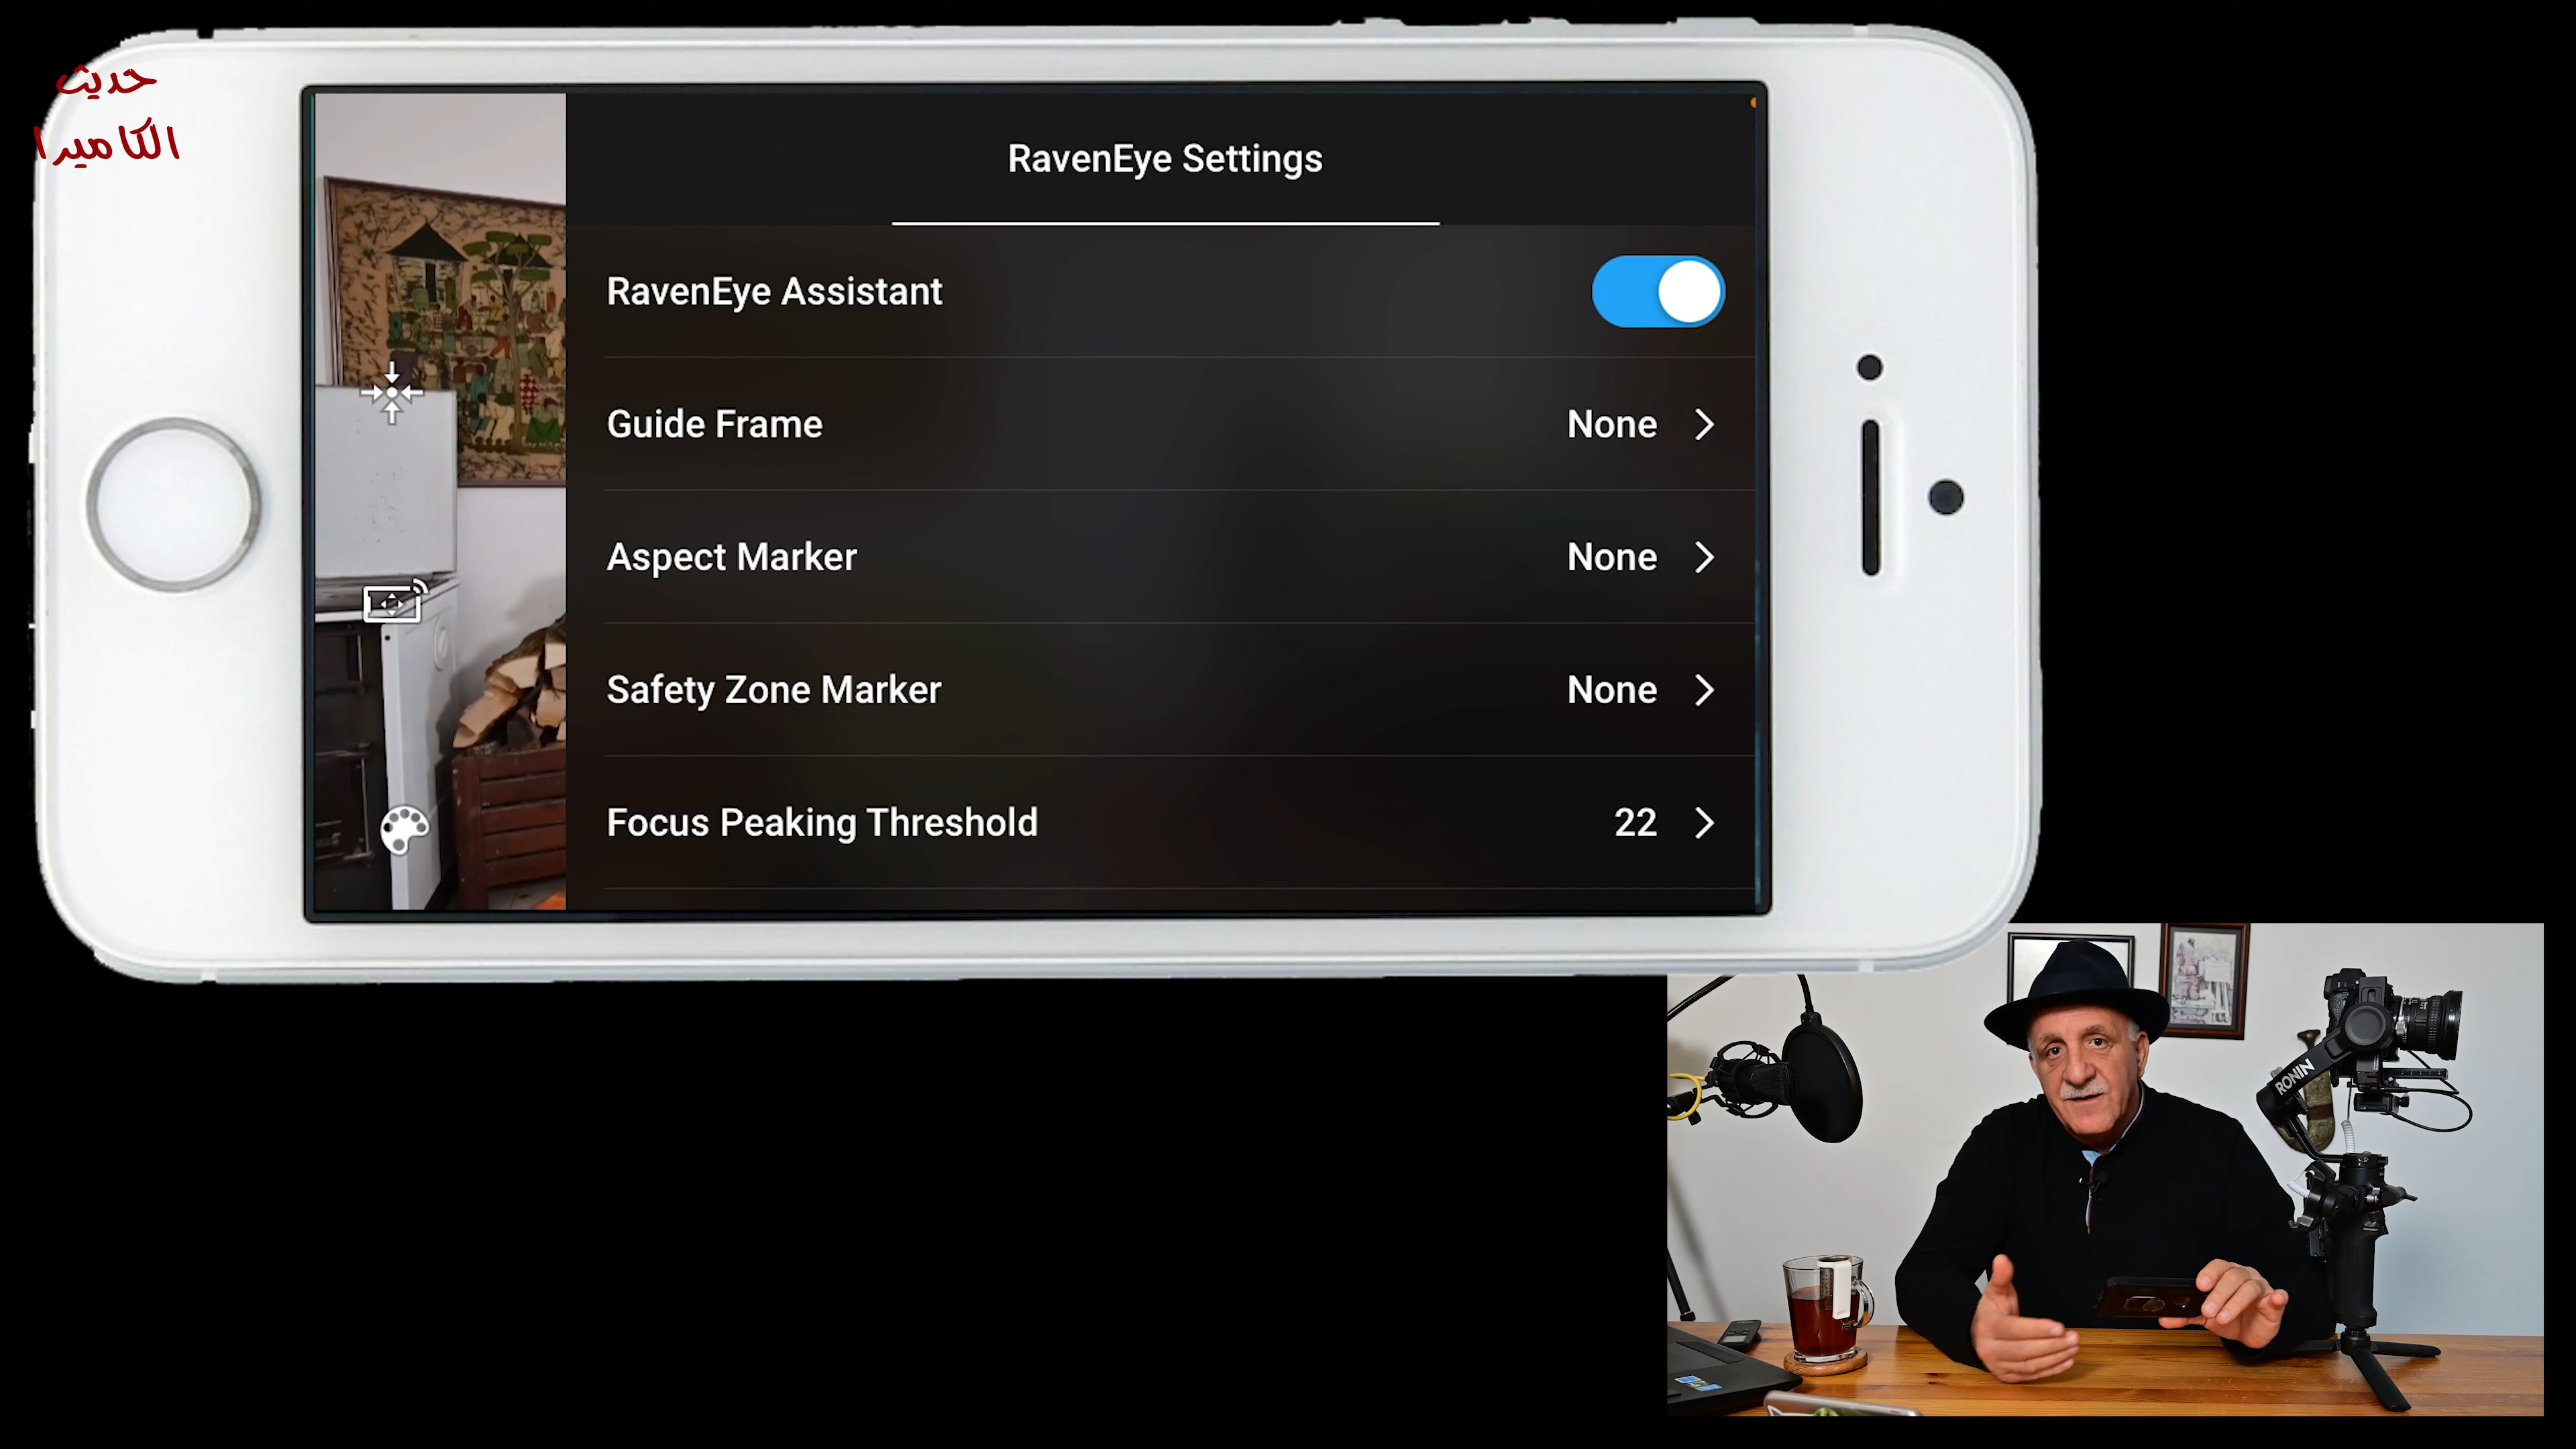 حديث
الكاميرا
RavenEye Settings
RavenEye Assistant
Guide Frame None
Aspect Marker None
Safety Zone Marker None
Focus Peaking Threshold 22
RONIN